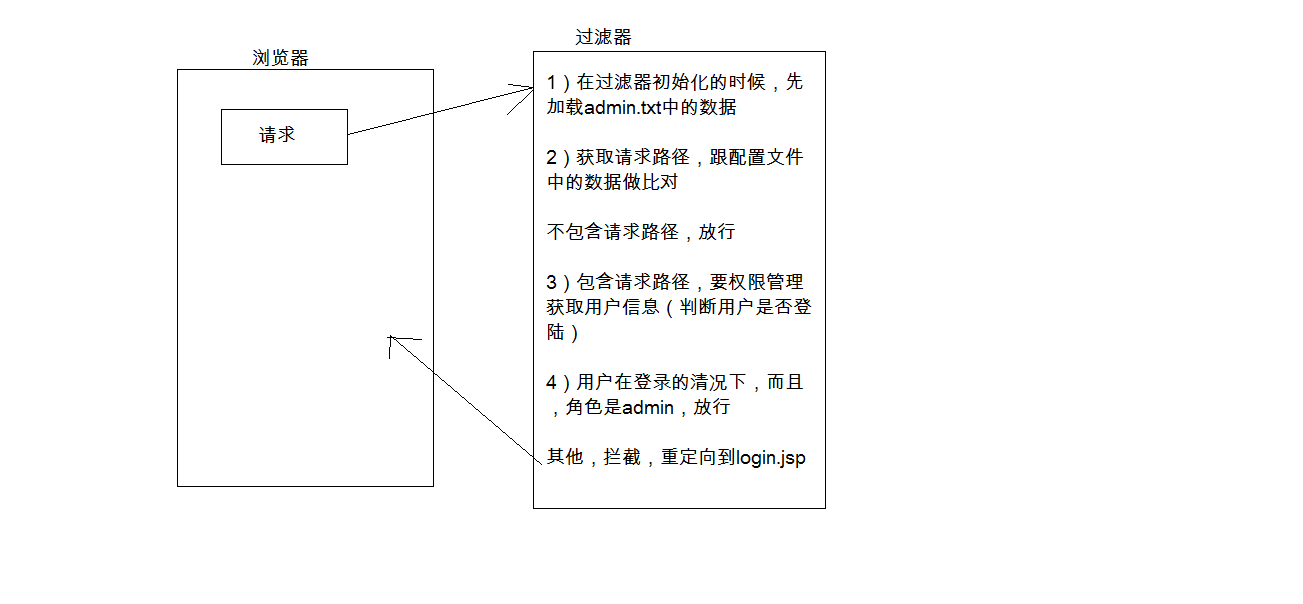 浏览器
请求
过滤器
1）在过滤器初始化的时候，先
加载admin.txt中的数据
2）获取请求路径，跟配置文件
中的数据做比对
不包含请求路径，放行
3）包含请求路径，要权限管理
获取用户信息（判断用户是否登
陆）
4）用户在登录的清况下，而且
，角色是admin，放行
其他，拦截，重定向到login.jsp